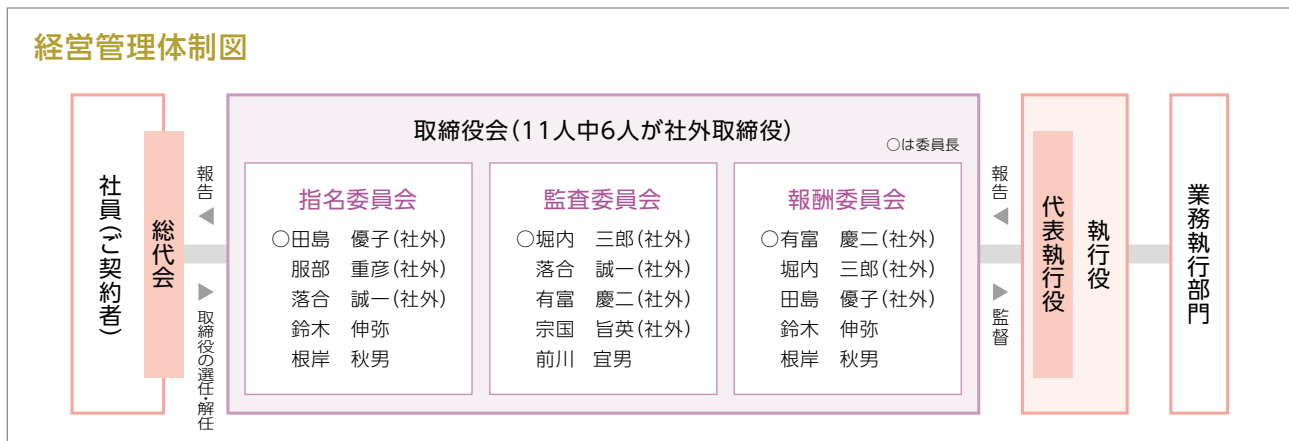 経営管理体制図
社員(ご契約者)
総代会
報告
取締役の選任・解任
取締役会(11人中6人が社外取締役)
○は委員長
指名委員会
○田島 優子(社外)
服部 重彦(社外)
落合 誠一(社外)
鈴木 伸弥
根岸 秋男
監査委員会
○堀内 三郎(社外)
落合 誠一(社外)
有富 慶二(社外)
宗国 旨英(社外)
前川 宜男
報酬委員会
○有富 慶二(社外)
堀内 三郎(社外)
田島 優子(社外)
鈴木 伸弥
根岸 秋男
報告
監督
代表執行役
執行役
業務執行部門